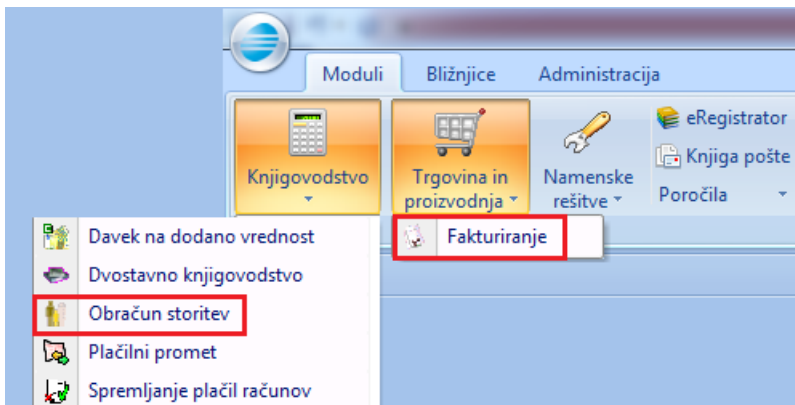 Moduli Bližnjice Administracija
Knjigovodstvo
Trgovina in
proizvodnja
Namenske
rešitve
eRegistrator
Knjiga pošte
Poročila
Davek na dodano vrednost
Dvostavno knjigovodstvo
Obračun storitev
Plačilni promet
Spremljanje plačil računov
Fakturiranje